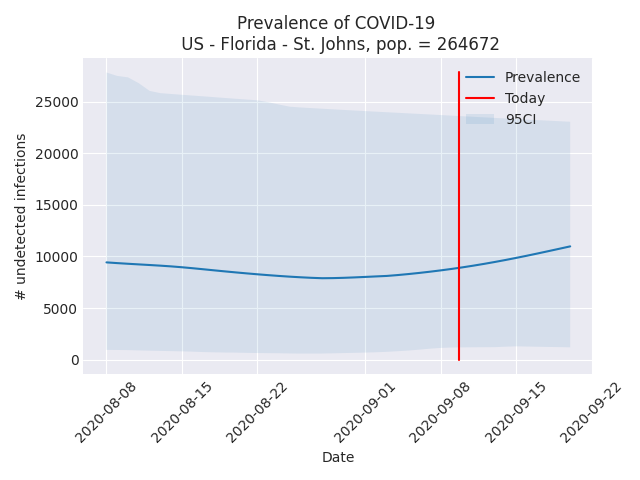 Prevalence of COVID-19
US - Florida - St. Johns, pop. = 264672
Prevalence
Today
95CI
25000
20000
15000
10000
5000
0
# undetected infections
2020-08-08
2020-08-15
2020-08-22
2020-09-01
2020-09-08
2020-09-15
2020-09-22
Date